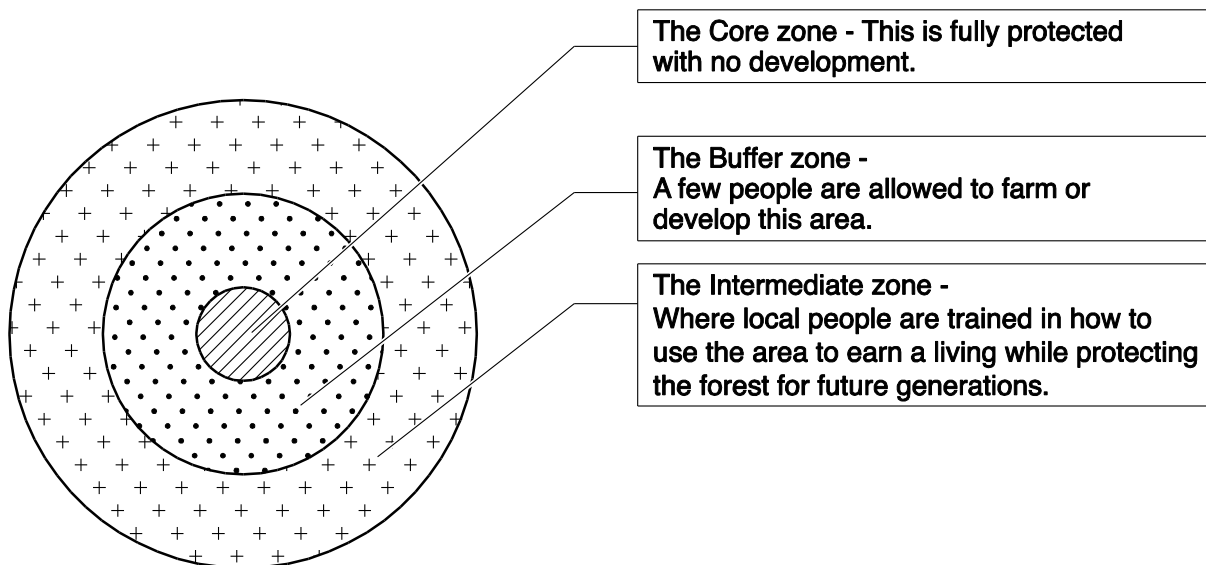 The Core zone - This is fully protected
with no development.
The Buffer zone -
A few people are allowed to farm or
develop this area.
The Intermediate zone -
Where local people are trained in how to
use the area to earn a living while protecting
the forest for future generations.